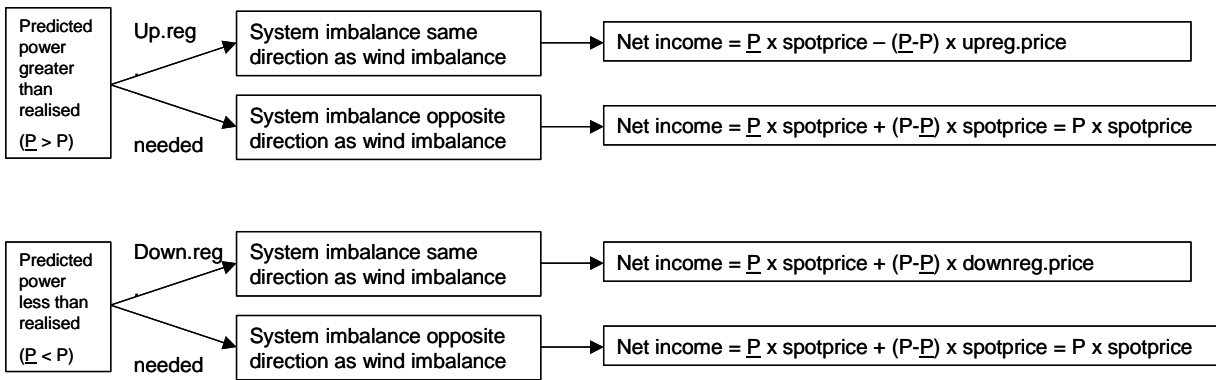 Predicted
power
greater
than
realised
(P > P)
Up.reg
.
needed
System imbalance same
direction as wind imbalance
Net income = P x spotprice – (P-P) x upreg.price
System imbalance opposite
direction as wind imbalance
Net income = P x spotprice + (P-P) x spotprice = P x spotprice
Predicted
power
less than
realised
(P < P)
Down.reg
.
needed
System imbalance same
direction as wind imbalance
Net income = P x spotprice + (P-P) x downreg.price
System imbalance opposite
direction as wind imbalance
Net income = P x spotprice + (P-P) x spotprice = P x spotprice